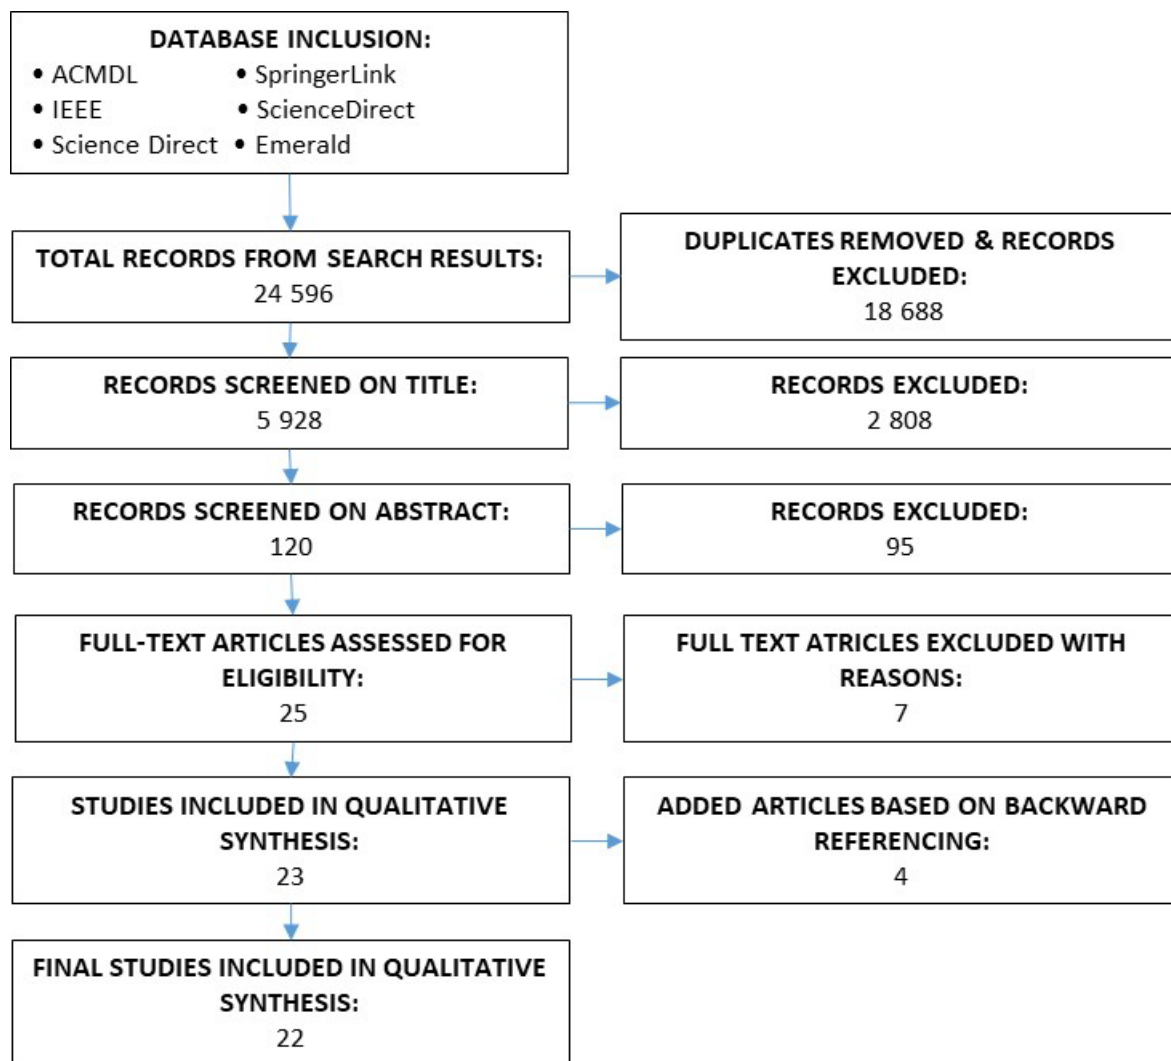 DATABASE INCLUSION:
• ACMDL • SpringerLink
• IEEE • ScienceDirect
• Science Direct • Emerald
TOTAL RECORDS FROM SEARCH RESULTS:
24 596
DUPLICATES REMOVED & RECORDS
EXCLUDED:
18 688
RECORDS SCREENED ON TITLE:
5 928
RECORDS EXCLUDED:
2 808
RECORDS SCREENED ON ABSTRACT:
120
RECORDS EXCLUDED:
95
FULL-TEXT ARTICLES ASSESSED FOR
ELIGIBILITY:
25
FULL TEXT ATRICLES EXCLUDED WITH
REASONS:
7
STUDIES INCLUDED IN QUALITATIVE
SYNTHESIS:
23
ADDED ARTICLES BASED ON BACKWARD
REFERENCING:
4
FINAL STUDIES INCLUDED IN QUALITATIVE
SYNTHESIS:
22